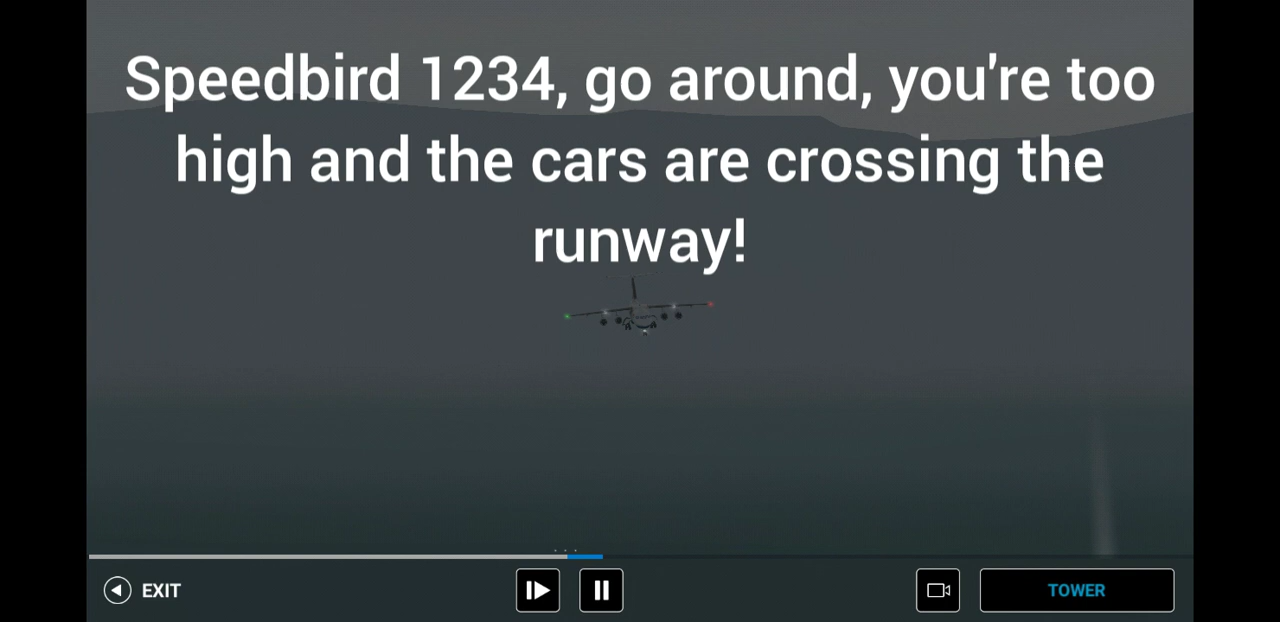 Speedbird 1234, go around, you're too
high and the cars are crossing the
runway!
EXIT
TOWER